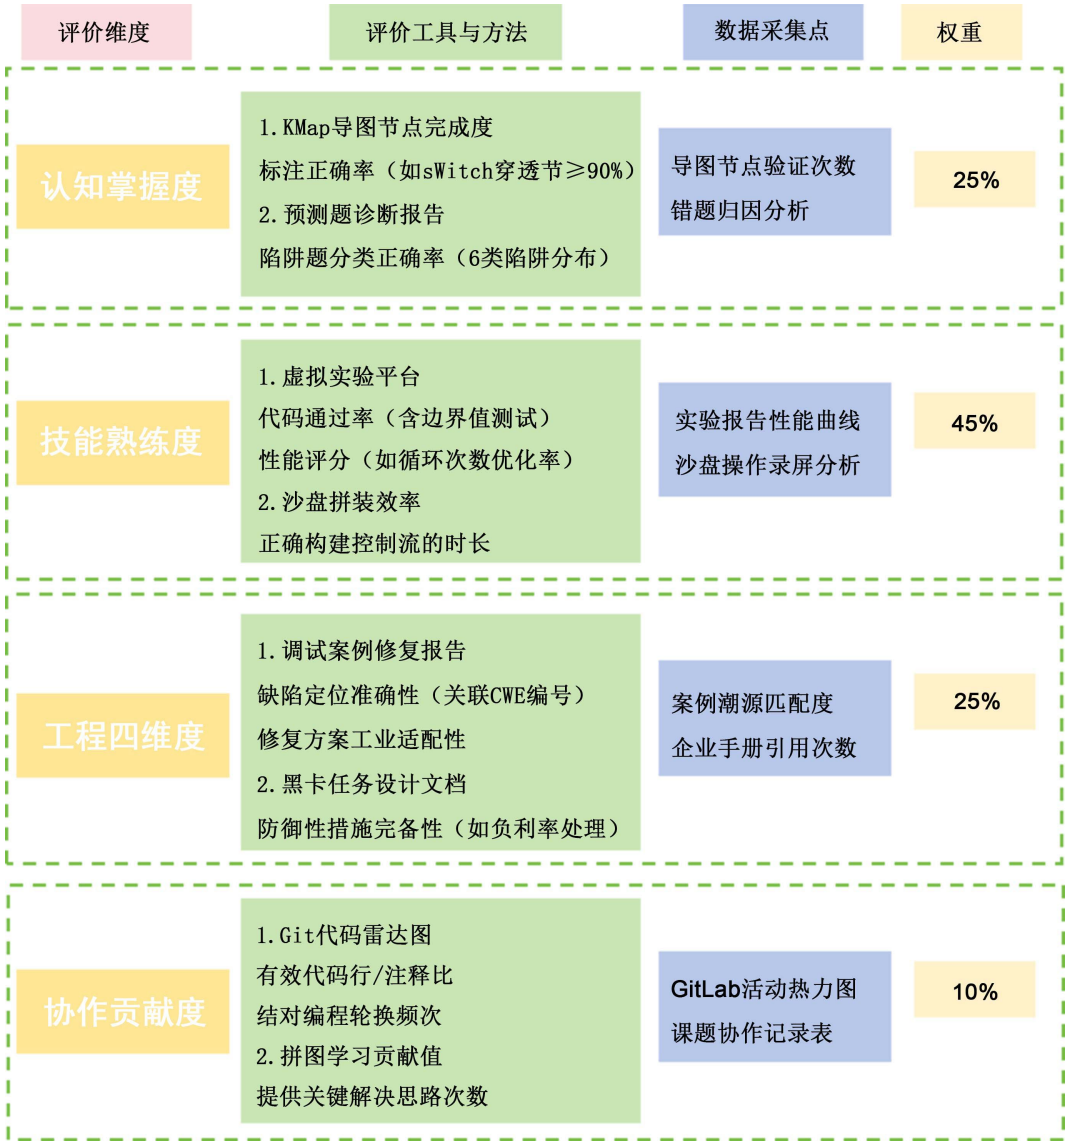 评价维度
评价工具与方法
数据采集点
权重
认知掌握度
1.KMap导图节点完成度
标注正确率（如sWitch穿透节≥90%）
2.预测题诊断报告
陷阱题分类正确率（6类陷阱分布）
导图节点验证次数
错题归因分析
25%
技能熟练度
1.虚拟实验平台
代码通过率（含边界值测试）
性能评分（如循环次数优化率）
2.沙盘拼装效率
正确构建控制流的时长
实验报告性能曲线
沙盘操作录屏分析
45%
工程四维度
1.调试案例修复报告
缺陷定位准确性（关联CWE编号）
修复方案工业适配性
2.黑卡任务设计文档
防御性措施完备性（如负利率处理）
案例潮源匹配度
企业手册引用次数
25%
协作贡献度
1.Git代码雷达图
有效代码行/注释比
结对编程轮换频次
2.拼图学习贡献值
提供关键解决思路次数
GitLab活动热力图
课题协作记录表
10%